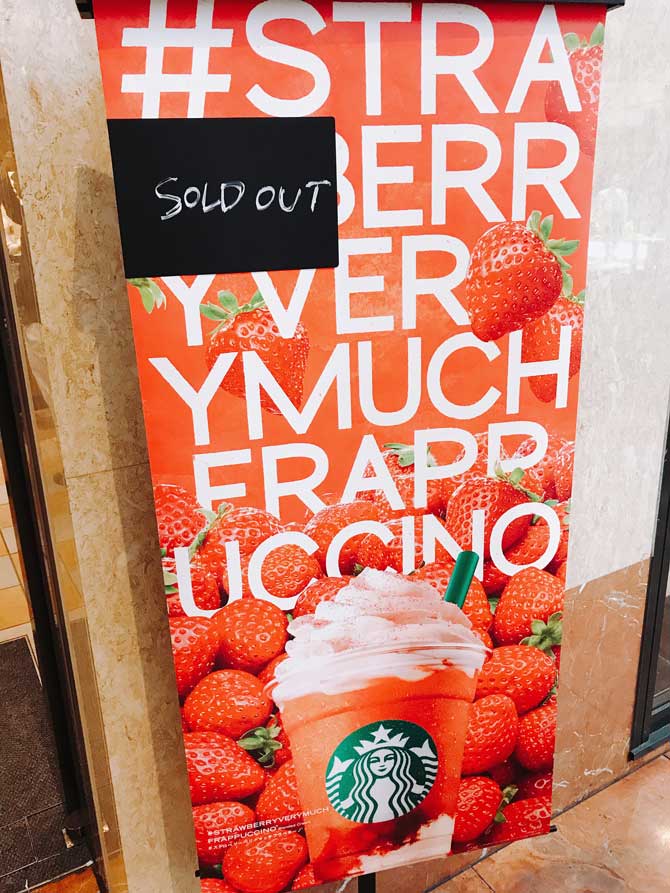 #STRA
SOLD OUT
BERR
YVER
YMUCH
FRAPP
UCCINO
#STRAWBERRYVERYMUCH
FRAPPUCCINO